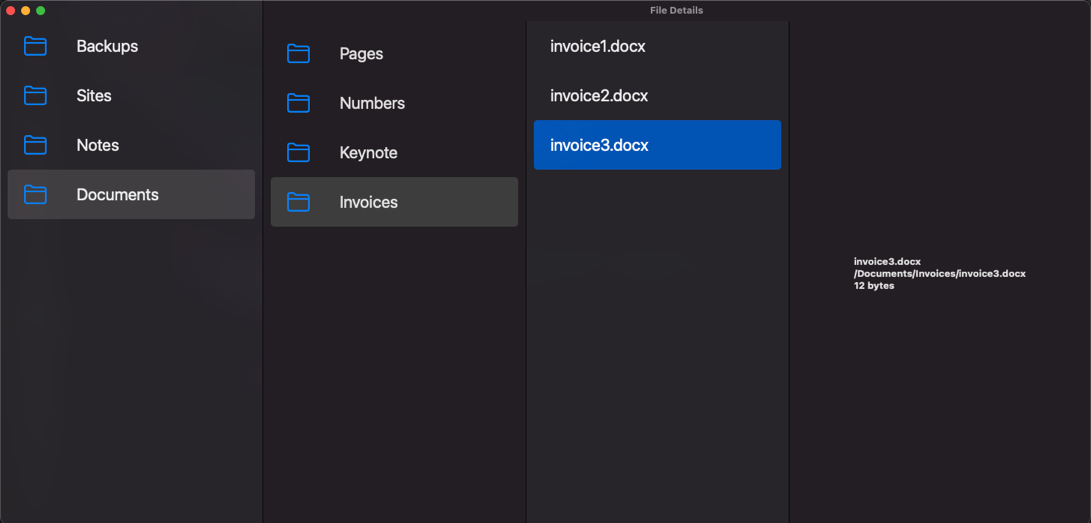 File Details
Backups
Sites
Notes
Documents
Pages
Numbers
Keynote
Invoices
invoice1.docx
invoice2.docx
invoice3.docx
invoice3.docx
/Documents/Invoices/invoice3.docx
12 bytes